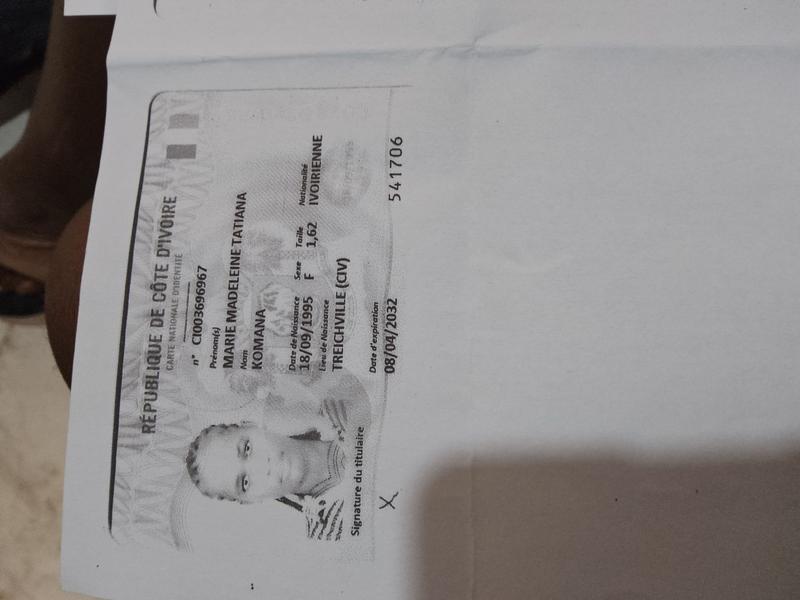 RÉPUBLIQUE DE CÔTE D'IVOIRE
CARTE NATIONALE D'IDENTITÉ
n° CI003696967
Prénom(s)
MARIE MADELEINE TATIANA
Nom
KOMANA
Date de Naissance Sexe Taille Nationalité
18/09/1995 F 1,62 IVOIRIENNE
Lieu de Naissance
TREICHVILLE (CIV)
Date d'expiration
08/04/2032 541706
Signature du titulaire
X